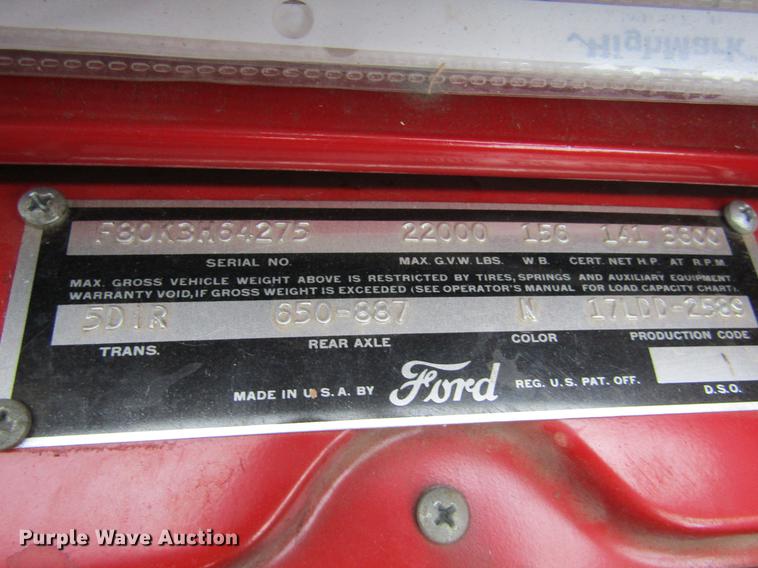 HighMark
F80K3H64275 22000 156 141 3800
SERIAL NO. MAX. G.V.W. LBS. W B. CERT. NET H.P. AT R.P.M.
MAX. GROSS VEHICLE WEIGHT ABOVE IS RESTRICTED BY TIRES, SPRINGS AND AUXILIARY EQUIPMENT.
WARRANTY VOID, IF GROSS WEIGHT IS EXCEEDED (SEE OPERATOR'S MANUAL FOR LOAD CAPACITY CHART).
5DIR 650-887 N 17LDD-2589
TRANS. REAR AXLE COLOR PRODUCTION CODE
MADE IN U.S.A. BY Ford REG. U.S. PAT. OFF.
D.S.O.
Purple Wave Auction